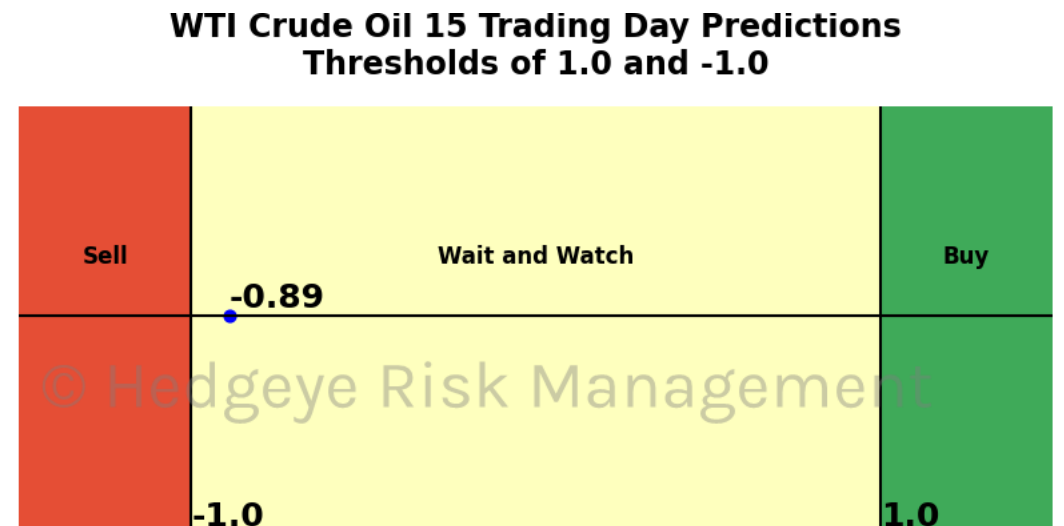 WTI Crude Oil 15 Trading Day Predictions
Thresholds of 1.0 and -1.0
Sell
Wait and Watch
Buy
-0.89
© Hedgeye Risk Management
-1.0
1.0